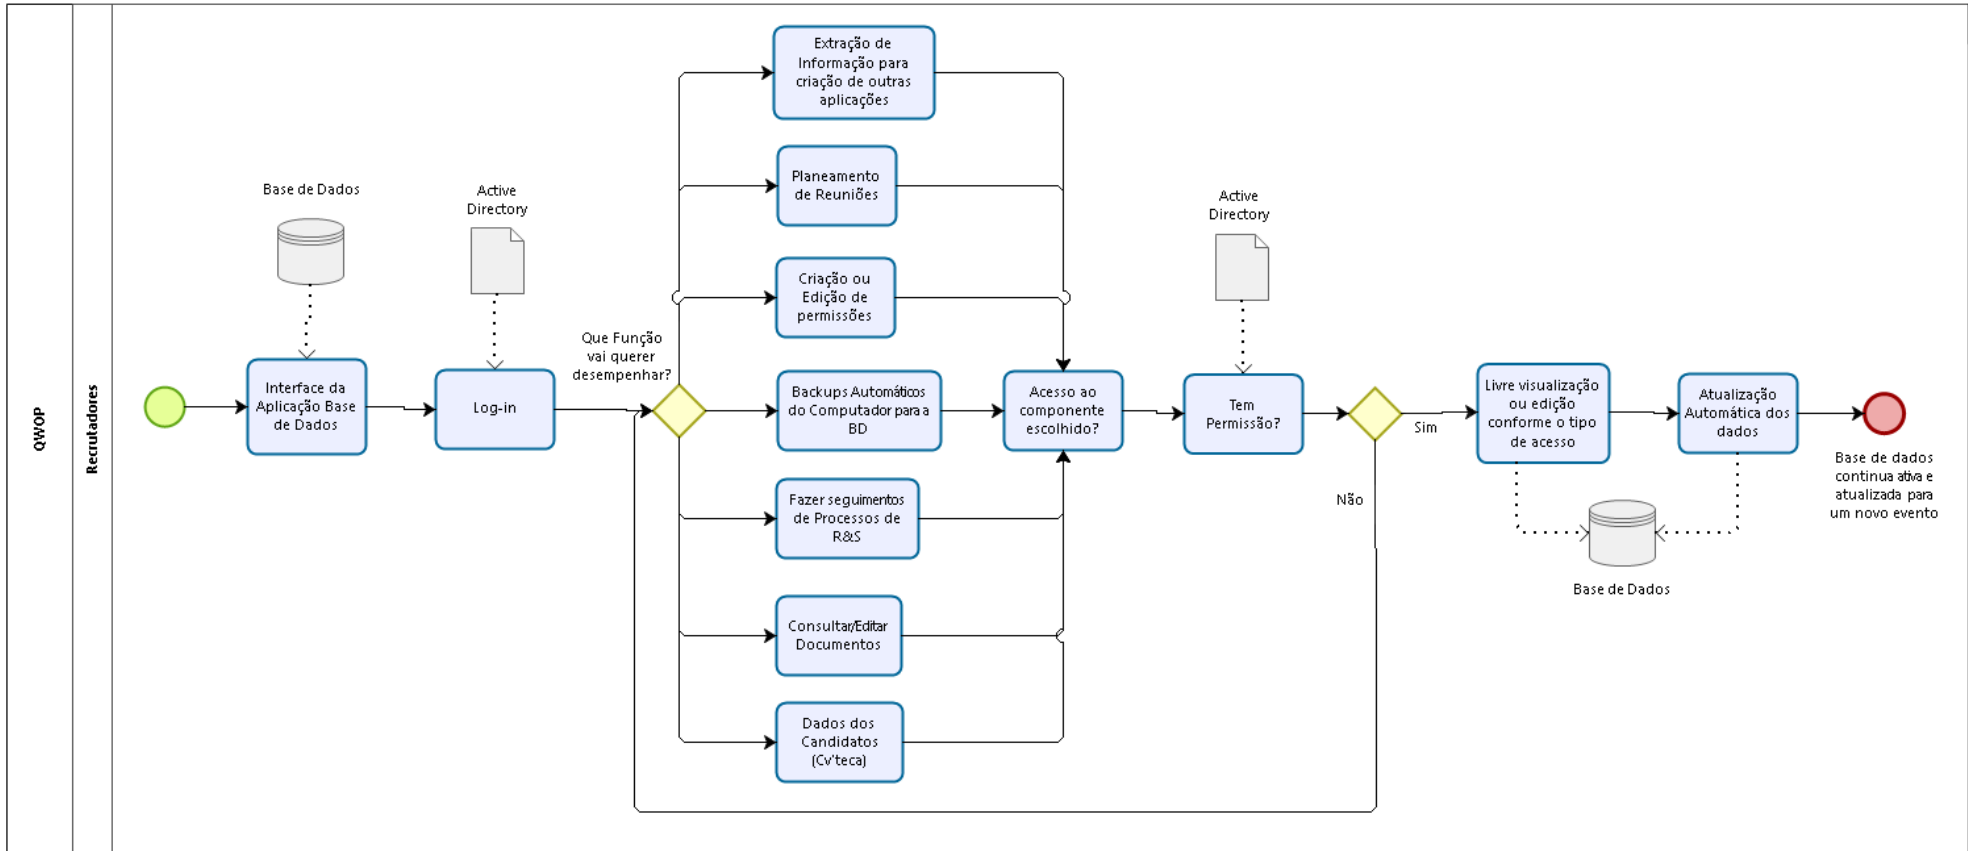 QWOP
Recrutadores
Base de Dados
Interface da
Aplicação Base
de Dados
Active
Directory
Log-in
Que Função
vai querer
desempenhar?
Extração de
Informação para
criação de outras
aplicações
Planeamento
de Reuniões
Criação ou
Edição de
permissões
Backups Automáticos
do Computador para a
BD
Fazer seguimentos
de Processos de
R&S
Consultar/Editar
Documentos
Dados dos
Candidatos
(Cv'teca)
Acesso ao
componente
escolhido?
Active
Directory
Tem
Permissão?
Sim
Não
Livre visualização
ou edição
conforme o tipo
de acesso
Atualização
Automática dos
dados
Base de Dados
Base de dados
continua ativa e
atualizada para
um novo evento